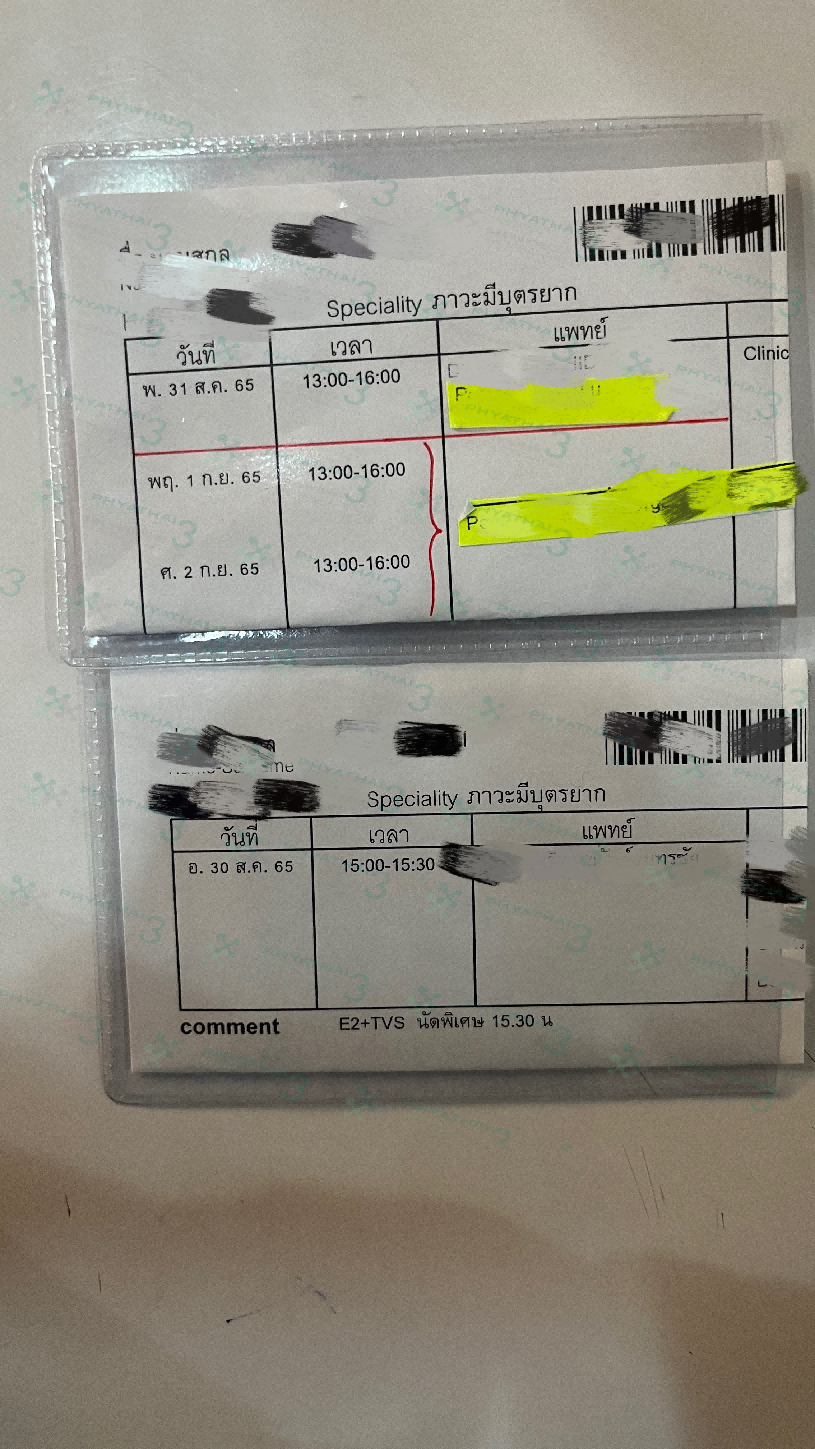 Speciality ภาวะมีบุตรยาก
วันที่ เวลา แพทย์
Clinic
พ. 31 ส.ค. 65 13:00-16:00
พฤ. 1 ก.ย. 65 13:00-16:00
ศ. 2 ก.ย. 65 13:00-16:00
Speciality ภาวะมีบุตรยาก
วันที่ เวลา แพทย์
อ. 30 ส.ค. 65 15:00-15:30
comment E2+TVS นัดพิเศษ 15.30 น
PHYATHAI 3